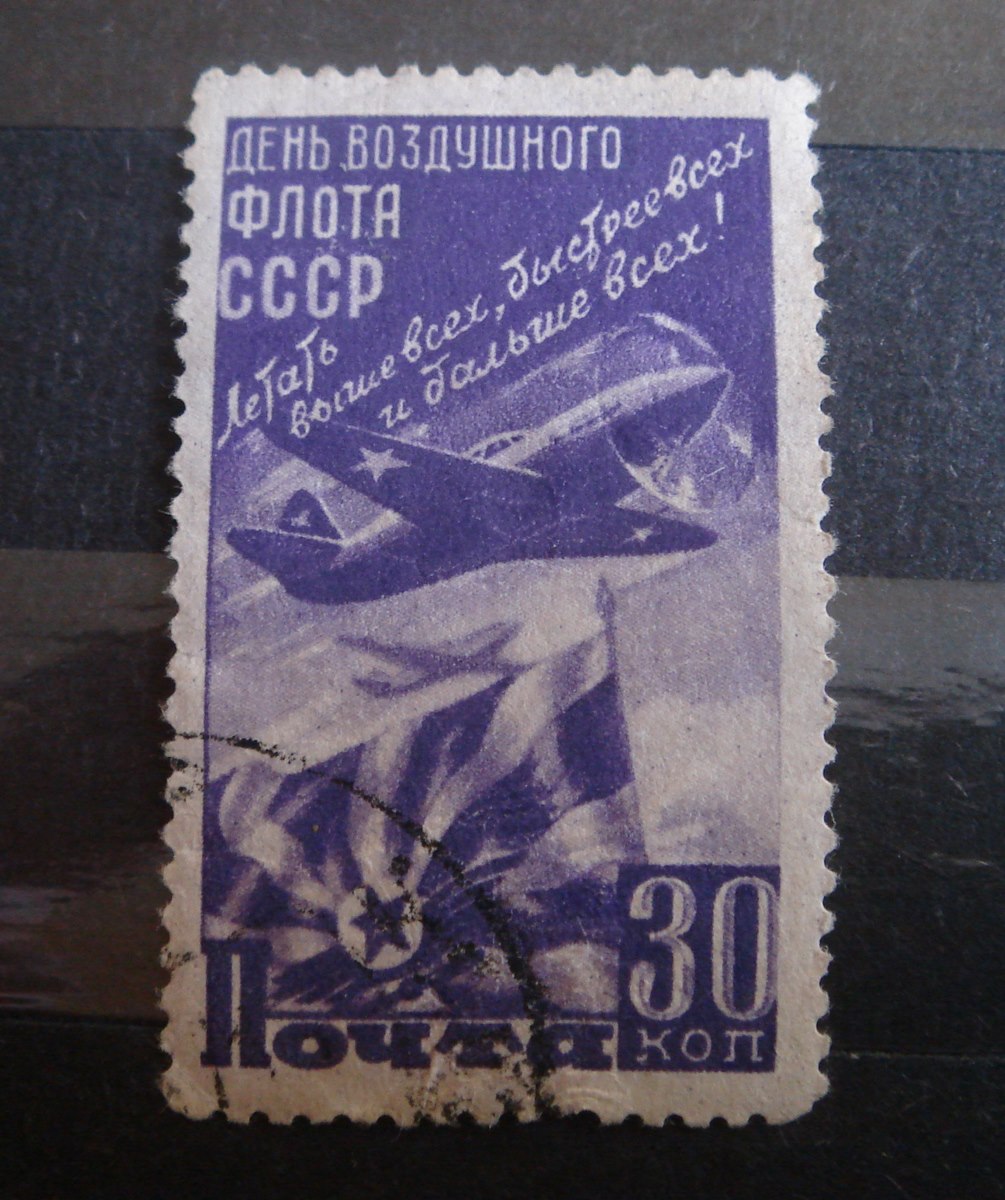 ДЕНЬ ВОЗДУШНОГО
ФЛОТА
СССР
Летать
выше всех, быстрее всех
и дальше всех!
30
Почта
КОП